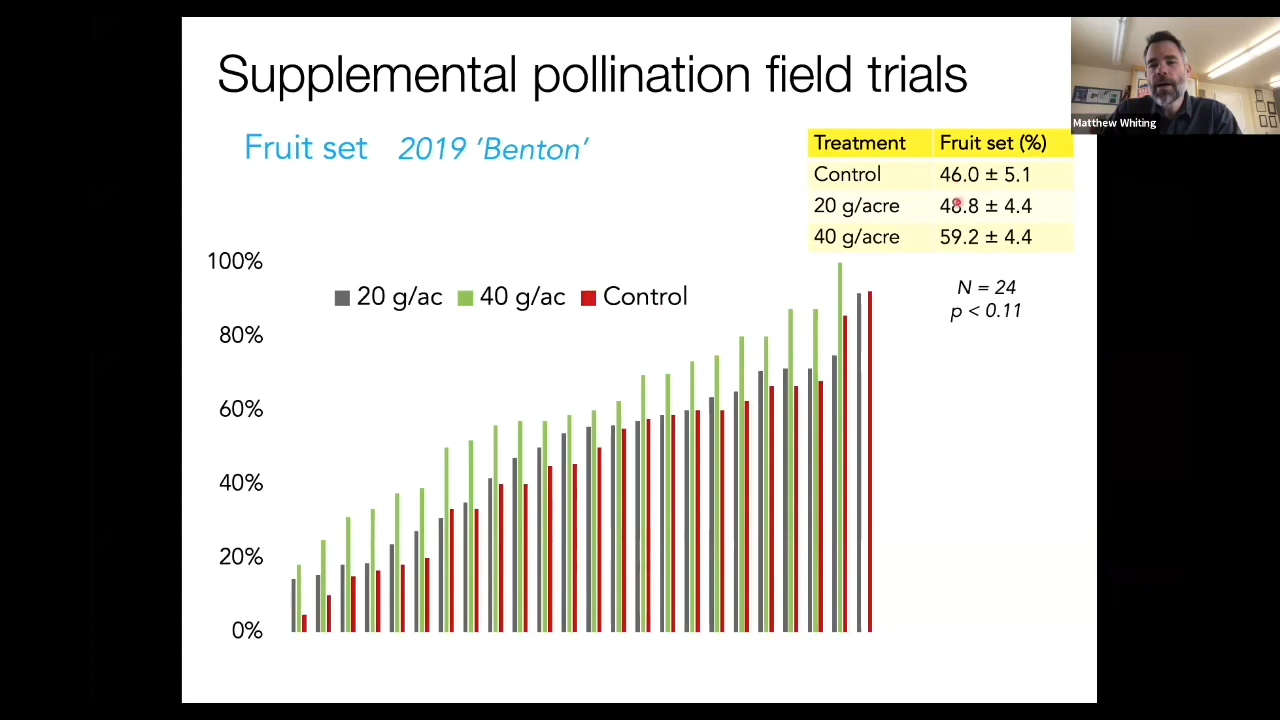 Supplemental pollination field trials
Matthew Whiting
Fruit set 2019 'Benton'
Treatment Fruit set (%)
Control 46.0 ± 5.1
20 g/acre 48.8 ± 4.4
40 g/acre 59.2 ± 4.4
N = 24
p < 0.11
20 g/ac 40 g/ac Control
100%
80%
60%
40%
20%
0%